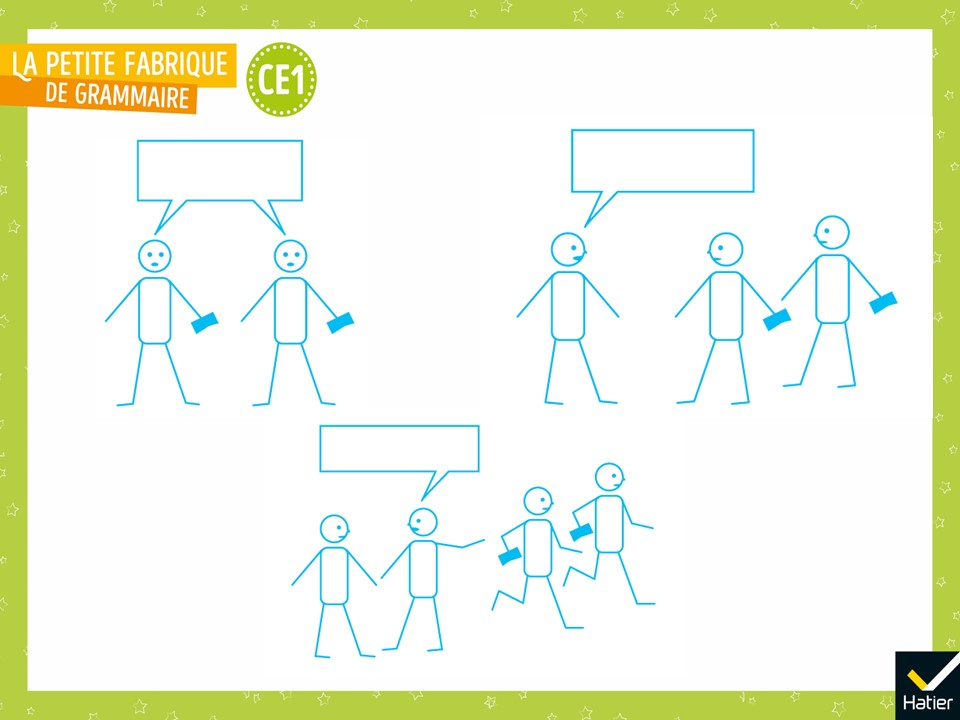 LA PETITE FABRIQUE
DE GRAMMAIRE
CE1
Hatier